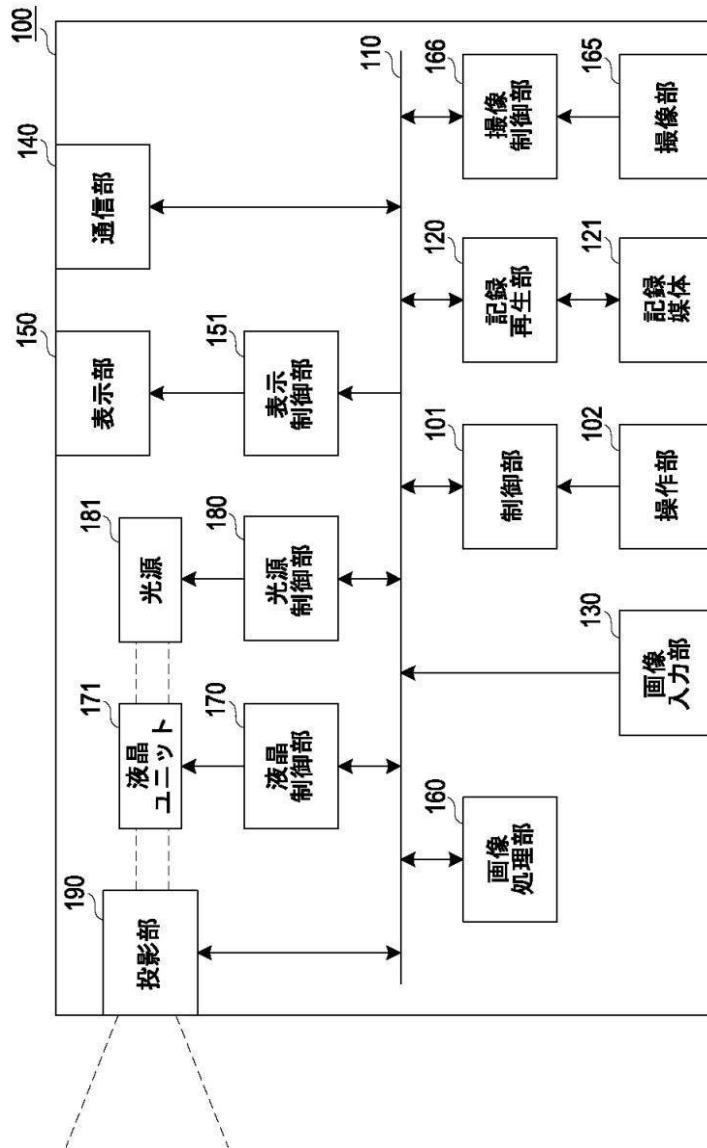 100
190
投影部
171
液晶
ユニット
181
光源
150
表示部
140
通信部
170
液晶
制御部
180
光源
制御部
151
表示
制御部
110
160
画像
処理部
101
制御部
120
記録
再生部
166
撮像
制御部
130
画像
入力部
102
操作部
121
記録
媒体
165
撮像部